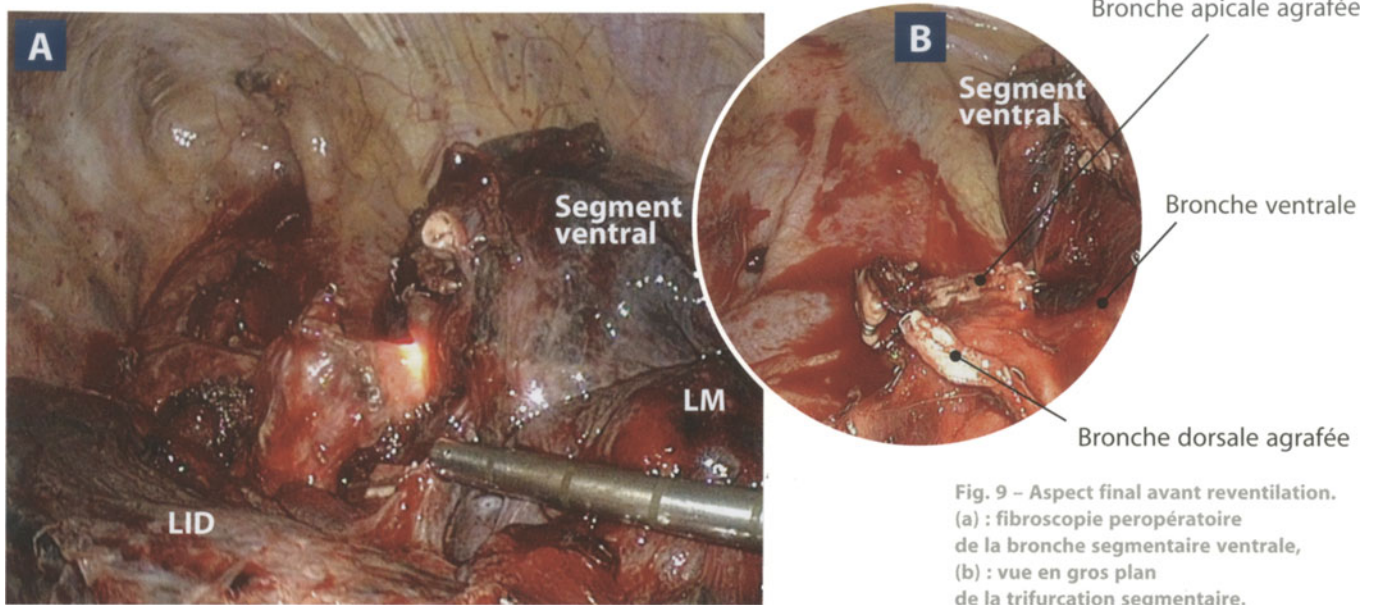 A
Segment
ventral
LM
LID
B
Segment
ventral
Bronche apicale agrafée
Bronche ventrale
Bronche dorsale agrafée
Fig. 9 – Aspect final avant reventilation.
(a) : fibroscopie peropératoire
de la bronche segmentaire ventrale,
(b) : vue en gros plan
de la trifurcation segmentaire.